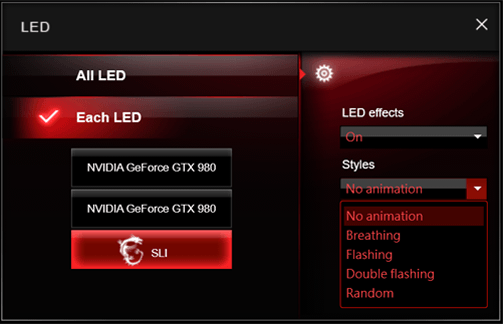 LED
All LED
Each LED
NVIDIA GeForce GTX 980
NVIDIA GeForce GTX 980
SLI
LED effects
On
Styles
No animation
No animation
Breathing
Flashing
Double flashing
Random